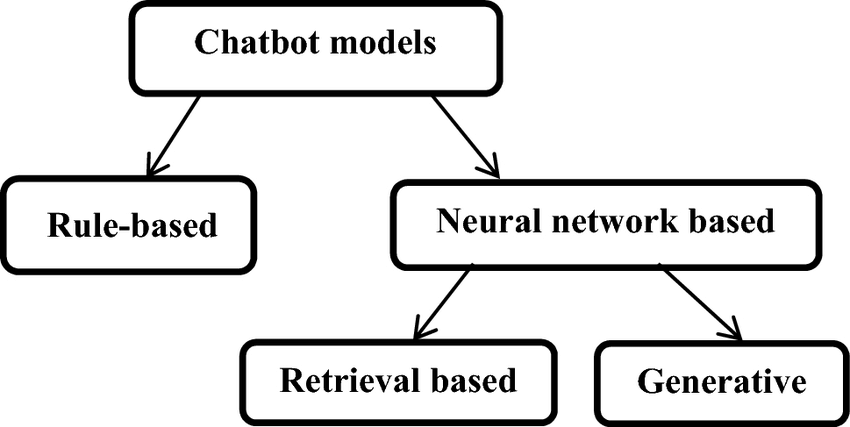 Chatbot models
Rule-based
Neural network based
Retrieval based
Generative